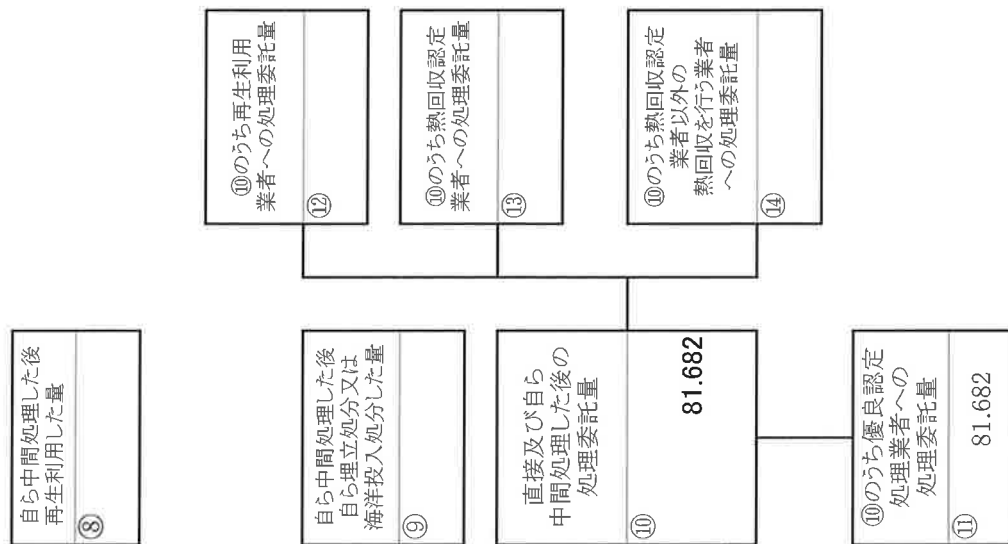 自ら中間処理した後
再生利用した量
⑧
自ら中間処理した後
自ら埋立処分又は
海洋投入処分した量
⑨
直接及び自ら
中間処理した後の
処理委託量
⑩
81.682
⑩のうち優良認定
処理業者への
処理委託量
⑪
81.682
⑩のうち再生利用
業者への処理委託量
⑫
⑩のうち熱回収認定
業者への処理委託量
⑬
⑩のうち熱回収認定
業者以外の
熱回収を行う業者
への処理委託量
⑭